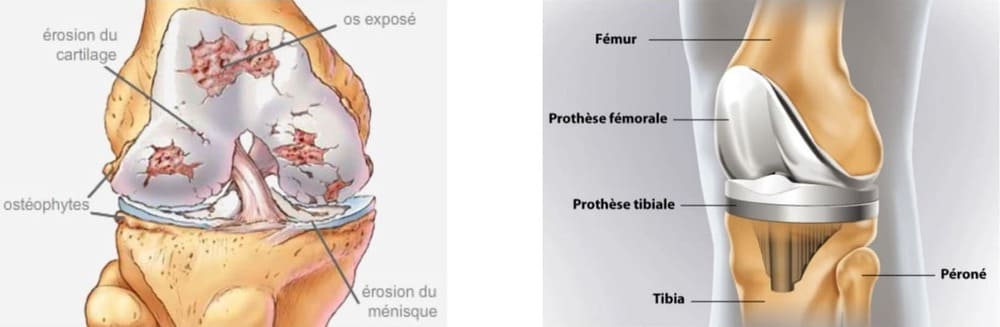 os exposé
érosion du
cartilage
ostéophytes
érosion du
ménisque
Fémur
Prothèse fémorale
Prothèse tibiale
Péroné
Tibia